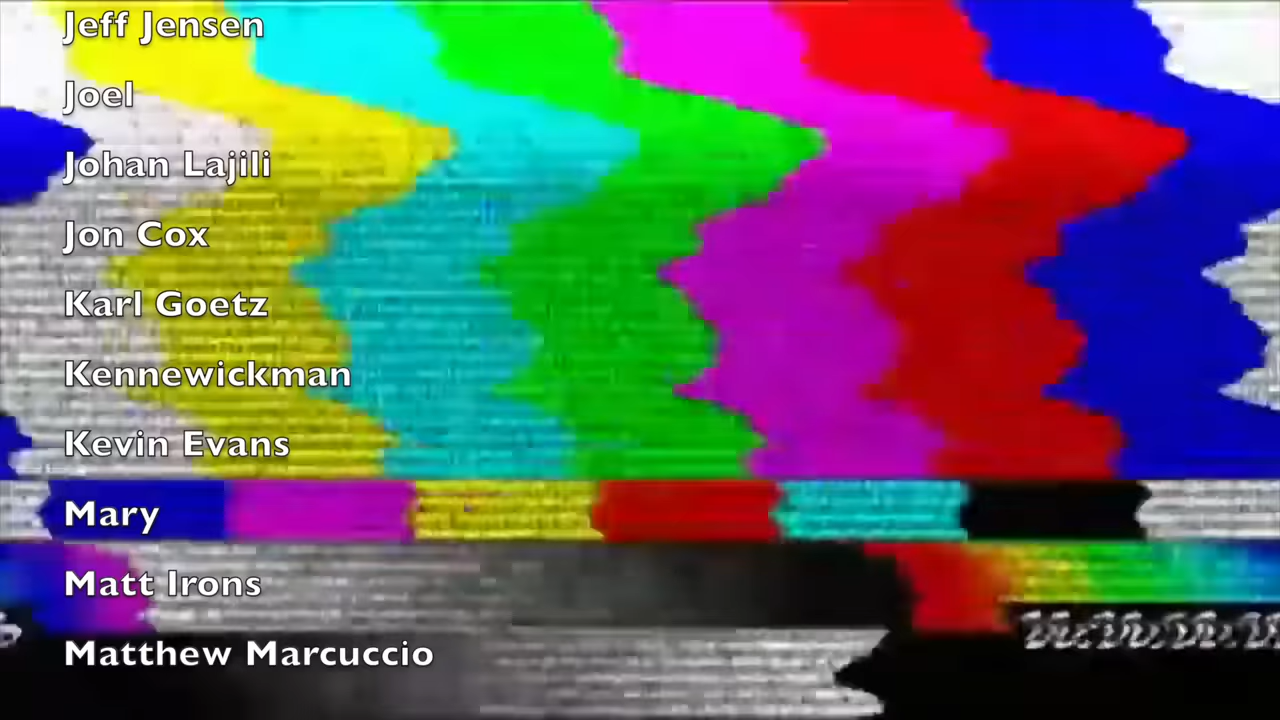 Jeff Jensen
Joel
Johan Lajili
Jon Cox
Karl Goetz
Kennewickman
Kevin Evans
Mary
Matt Irons
Matthew Marcuccio